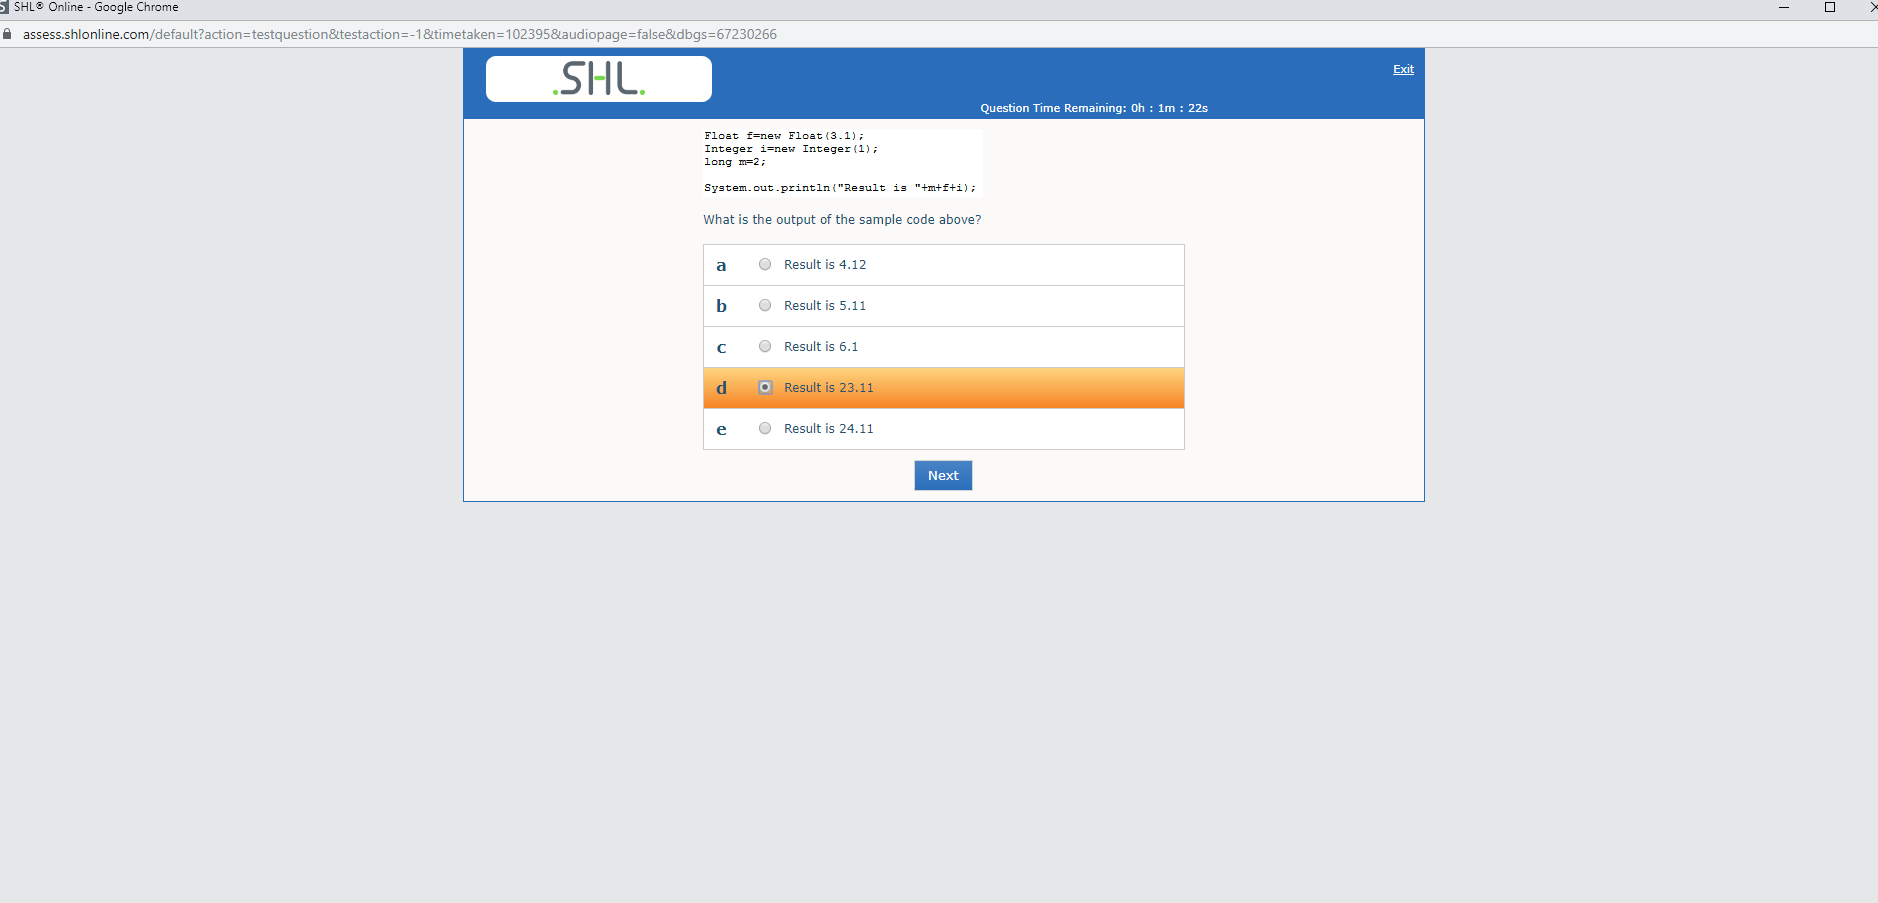 SHL® Online - Google Chrome
assess.shlonline.com/default?action=testquestion&testaction=-1&timetaken=102395&audiopage=false&dbgs=67230266
.SHL.
Exit
Question Time Remaining: 0h : 1m : 22s
Float f=new Float(3.1);
Integer i=new Integer(1);
long m=2;
System.out.println("Result is "+m+f+i);
What is the output of the sample code above?
a Result is 4.12
b Result is 5.11
c Result is 6.1
d Result is 23.11
e Result is 24.11
Next